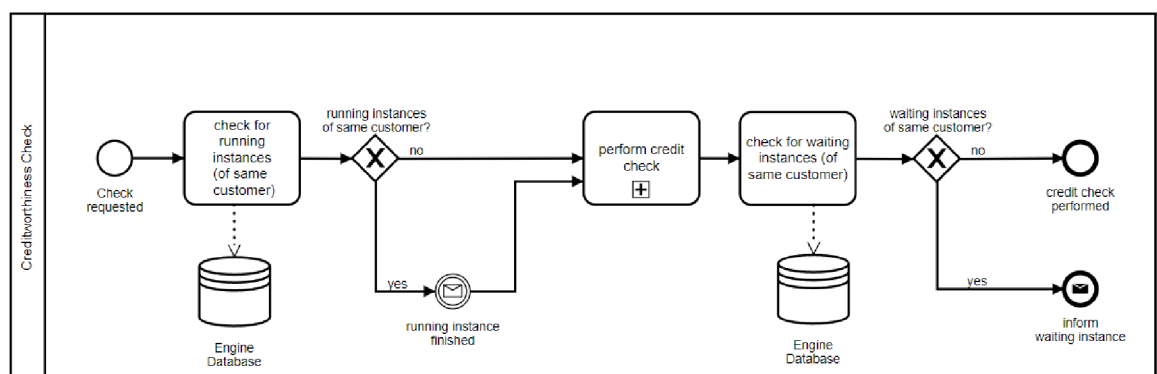 Creditworthiness Check
Check
requested
check for
running
instances
(of same
customer)
Engine
Database
running instances
of same customer?
no
yes
running instance
finished
perform credit
check
check for waiting
instances (of
same customer)
Engine
Database
waiting instances
of same customer?
no
credit check
performed
yes
inform
waiting instance